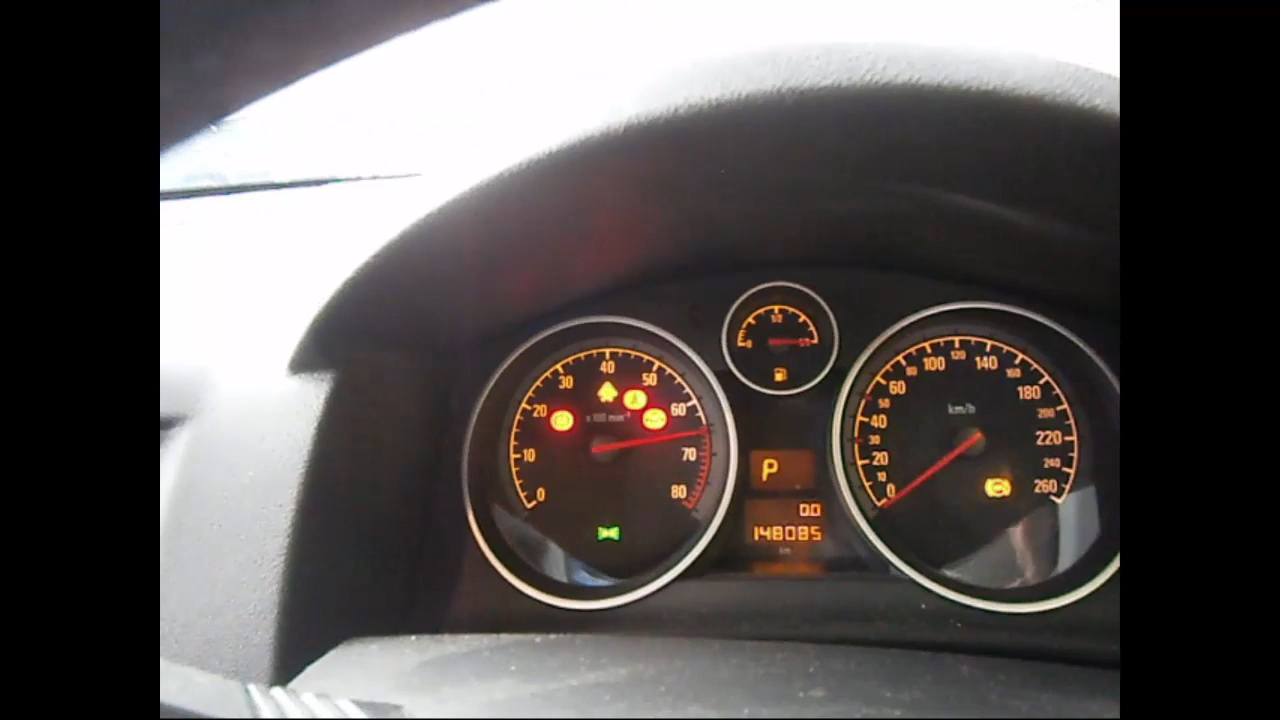 0 1/2 1/1
0 10 20 30 40 50 60 70 80
x 100 min⁻¹
0 10 20 30 40 50 60 80 100 120 140 160 180 200 220 240 260
km/h
P
0.0
148085
km